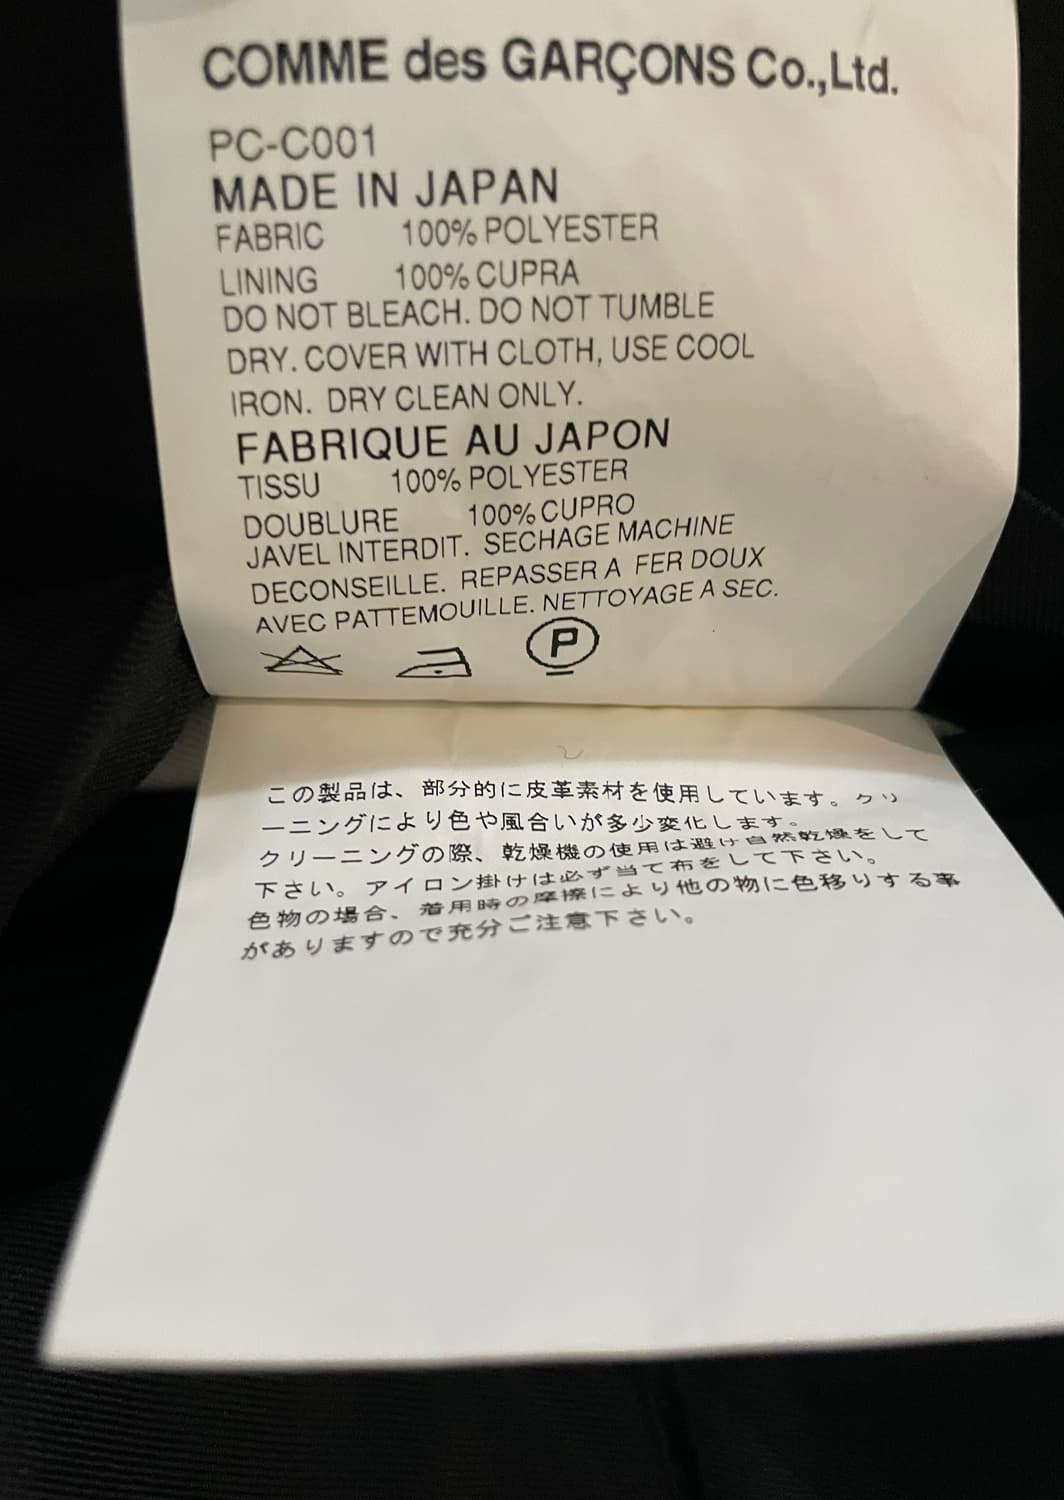 COMME des GARÇONS Co.,Ltd.
PC-C001
MADE IN JAPAN
FABRIC 100% POLYESTER
LINING 100% CUPRA
DO NOT BLEACH. DO NOT TUMBLE
DRY. COVER WITH CLOTH, USE COOL
IRON. DRY CLEAN ONLY.
FABRIQUE AU JAPON
TISSU 100% POLYESTER
DOUBLURE 100% CUPRO
JAVEL INTERDIT. SECHAGE MACHINE
DECONSEILLE. REPASSER A FER DOUX
AVEC PATTEMOUILLE. NETTOYAGE A SEC.
P
この製品は、部分的に皮革素材を使用しています。クリ
ーニングにより色や風合いが多少変化します。
クリーニングの際、乾燥機の使用は避け自然乾燥をして
下さい。アイロン掛けは必ず当て布をして下さい。
色物の場合、着用時の摩擦により他の物に色移りする事
がありますので充分ご注意下さい。